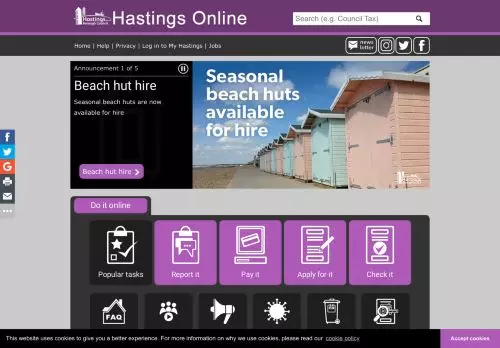 Hastings
Borough Council
Hastings Online
Search (e.g. Council Tax)
Home | Help | Privacy | Log in to My Hastings | Jobs
news
letter
Announcement 1 of 5
Beach hut hire
Seasonal beach huts are now
available for hire
Beach hut hire
Seasonal
beach huts
available
for hire
Do it online
Popular tasks
Report it
Pay it
Apply for it
Check it
FAQ
This website uses cookies to give you a better experience. For more information on why we use cookies, please read our cookie policy
Reject
Accept cookies